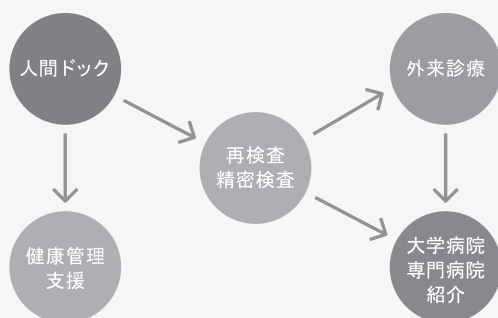 人間ドック
外来診療
再検査
精密検査
健康管理
支援
大学病院
専門病院
紹介